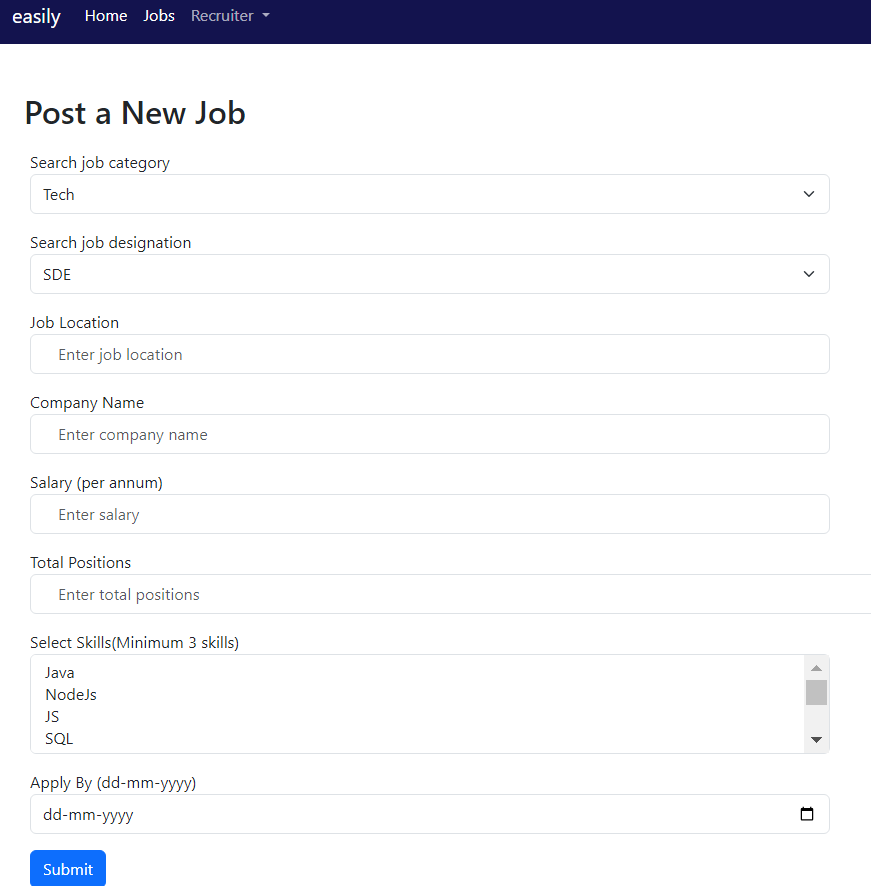 easily Home Jobs Recruiter
Post a New Job
Search job category
Tech
Search job designation
SDE
Job Location
Enter job location
Company Name
Enter company name
Salary (per annum)
Enter salary
Total Positions
Enter total positions
Select Skills(Minimum 3 skills)
Java
NodeJs
JS
SQL
Apply By (dd-mm-yyyy)
dd-mm-yyyy
Submit